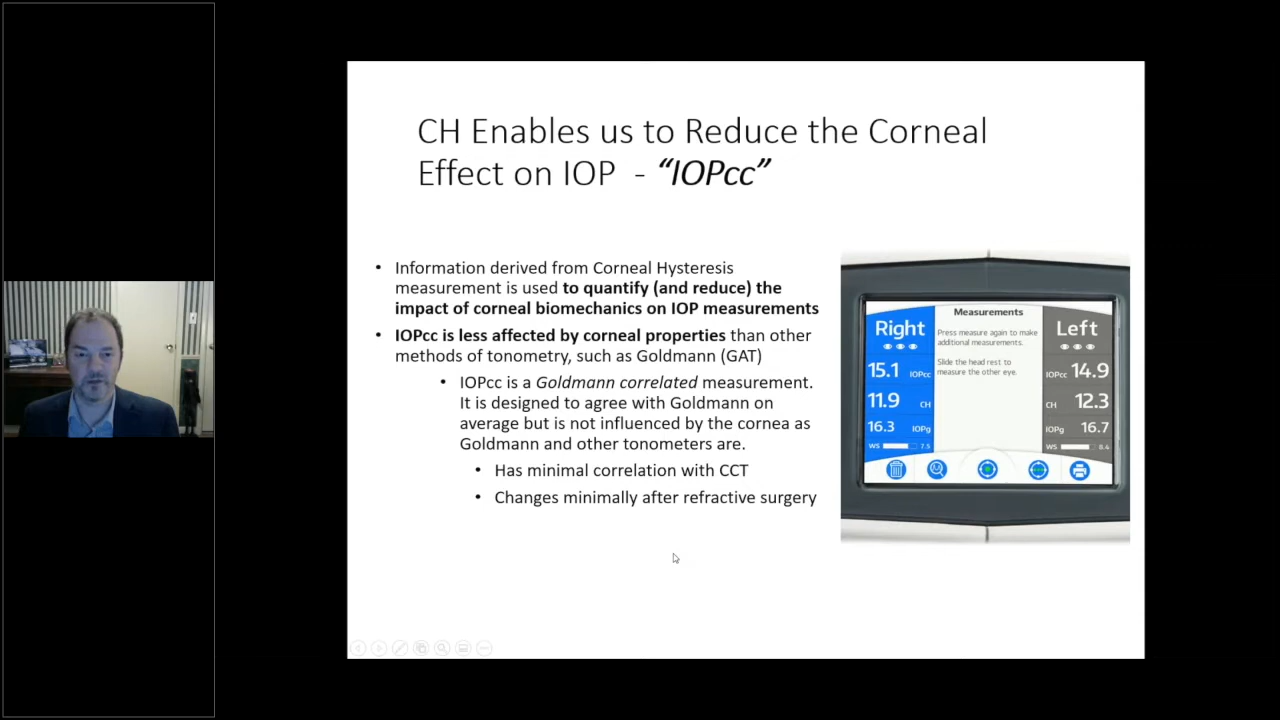 CH Enables us to Reduce the Corneal
Effect on IOP - “IOPcc”
• Information derived from Corneal Hysteresis
measurement is used to quantify (and reduce) the
impact of corneal biomechanics on IOP measurements
• IOPcc is less affected by corneal properties than other
methods of tonometry, such as Goldmann (GAT)
• IOPcc is a Goldmann correlated measurement.
It is designed to agree with Goldmann on
average but is not influenced by the cornea as
Goldmann and other tonometers are.
• Has minimal correlation with CCT
• Changes minimally after refractive surgery
Measurements
Right
Press measure again to make
additional measurements.
Slide the head rest to
measure the other eye.
Left
15.1 IOPcc
11.9 CH
16.3 IOPg
WS 7.5
IOPcc 14.9
CH 12.3
IOPg 16.7
WS 8.4